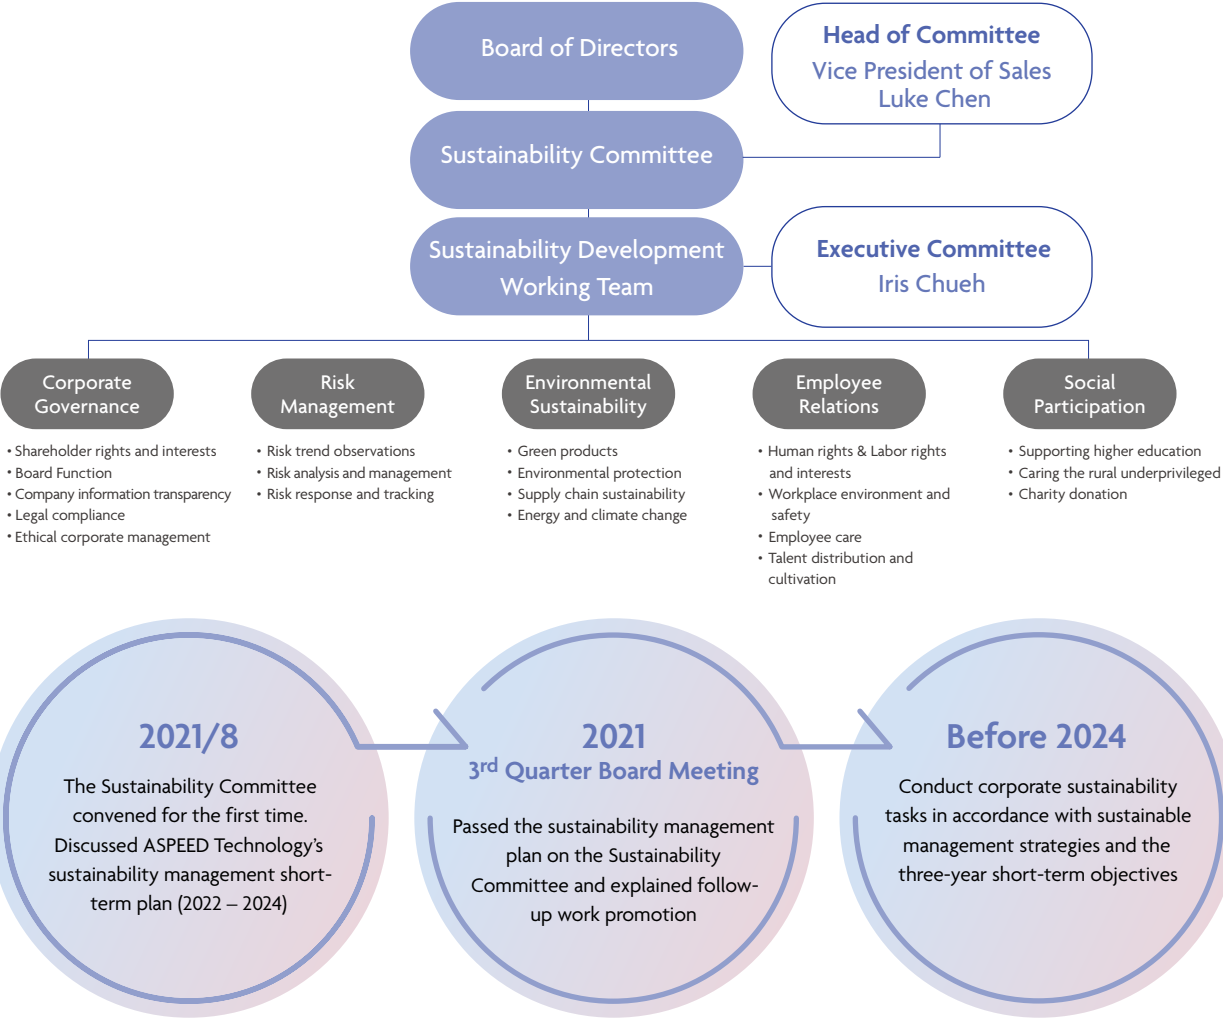 Board of Directors
Head of Committee
Vice President of Sales
Luke Chen
Sustainability Committee
Sustainability Development
Working Team
Executive Committee
Iris Chueh
Corporate
Governance
• Shareholder rights and interests
• Board Function
• Company information transparency
• Legal compliance
• Ethical corporate management
Risk
Management
• Risk trend observations
• Risk analysis and management
• Risk response and tracking
Environmental
Sustainability
• Green products
• Environmental protection
• Supply chain sustainability
• Energy and climate change
Employee
Relations
• Human rights & Labor rights
and interests
• Workplace environment and
safety
• Employee care
• Talent distribution and
cultivation
Social
Participation
• Supporting higher education
• Caring the rural underprivileged
• Charity donation
2021/8
The Sustainability Committee
convened for the first time.
Discussed ASPEED Technology's
sustainability management short-
term plan (2022 – 2024)
2021
3rd Quarter Board Meeting
Passed the sustainability management
plan on the Sustainability
Committee and explained follow-
up work promotion
Before 2024
Conduct corporate sustainability
tasks in accordance with sustainable
management strategies and the
three-year short-term objectives